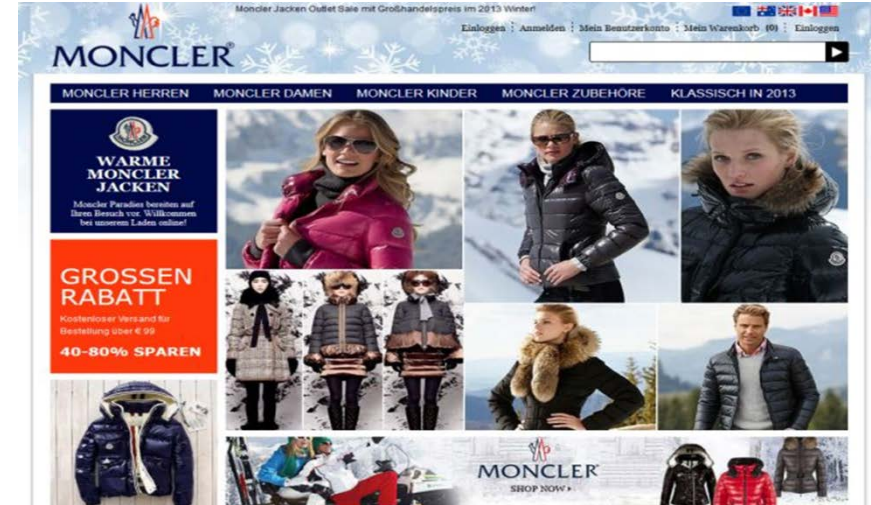 Moncler Jacken Outlet Sale mit Großhandelspreis im 2013 Winter!
MONCLER®
Einloggen Anmelden Mein Benutzerkonto Mein Warenkorb (0) Einloggen
MONCLER HERREN MONCLER DAMEN MONCLER KINDER MONCLER ZUBEHÖRE KLASSISCH IN 2013
MONCLER
WARME
MONCLER
JACKEN
Moncler Paradies bereiten auf
Ihren Besuch vor. Willkommen
bei unserem Laden online!
GROSSEN
RABATT
Kostenloser Versand für
Bestellung über € 99
40-80% SPAREN
MONCLER
SHOP NOW